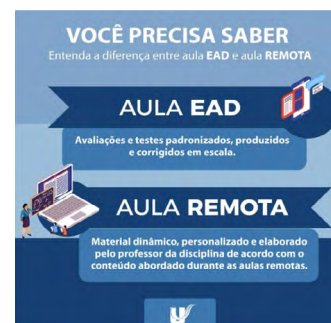 VOCÊ PRECISA SABER
Entenda a diferença entre aula EAD e aula REMOTA
AULA EAD
Avaliações e testes padronizados, produzidos
e corrigidos em escala.
AULA REMOTA
Material dinâmico, personalizado e elaborado
pelo professor da disciplina de acordo com o
conteúdo abordado durante as aulas remotas.